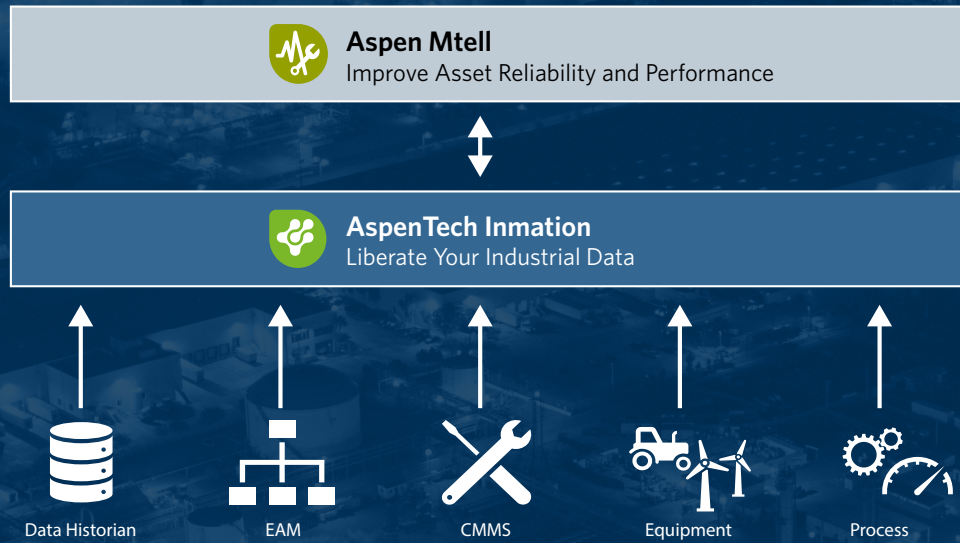 Aspen Mtell
Improve Asset Reliability and Performance
AspenTech Inmation
Liberate Your Industrial Data
Data Historian
EAM
CMMS
Equipment
Process